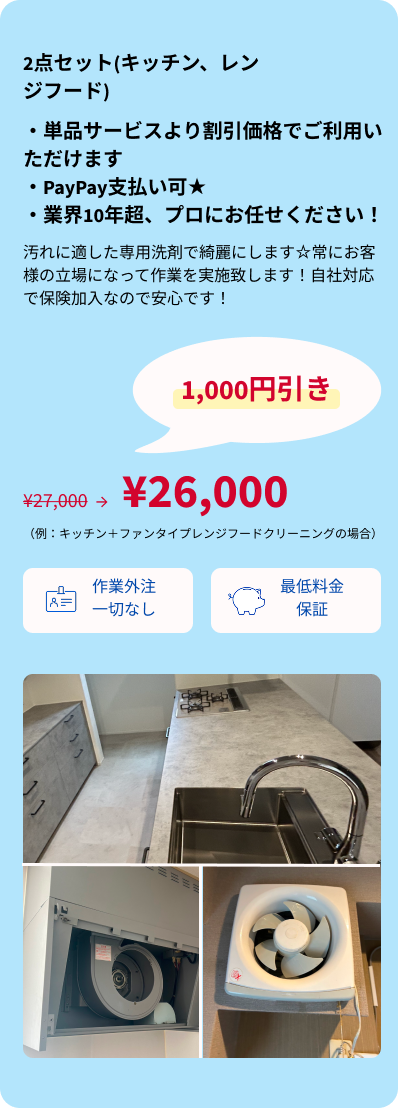 2点セット(キッチン、レン
ジフード)
・単品サービスより割引価格でご利用い
ただけます
・PayPay支払い可★
・業界10年超、プロにお任せください！
汚れに適した専用洗剤で綺麗にします☆常にお客
様の立場になって作業を実施致します！自社対応
で保険加入なので安心です！
1,000円引き
¥27,000 → ¥26,000
（例：キッチン＋ファンタイプレンジフードクリーニングの場合）
作業外注
一切なし
最低料金
保証